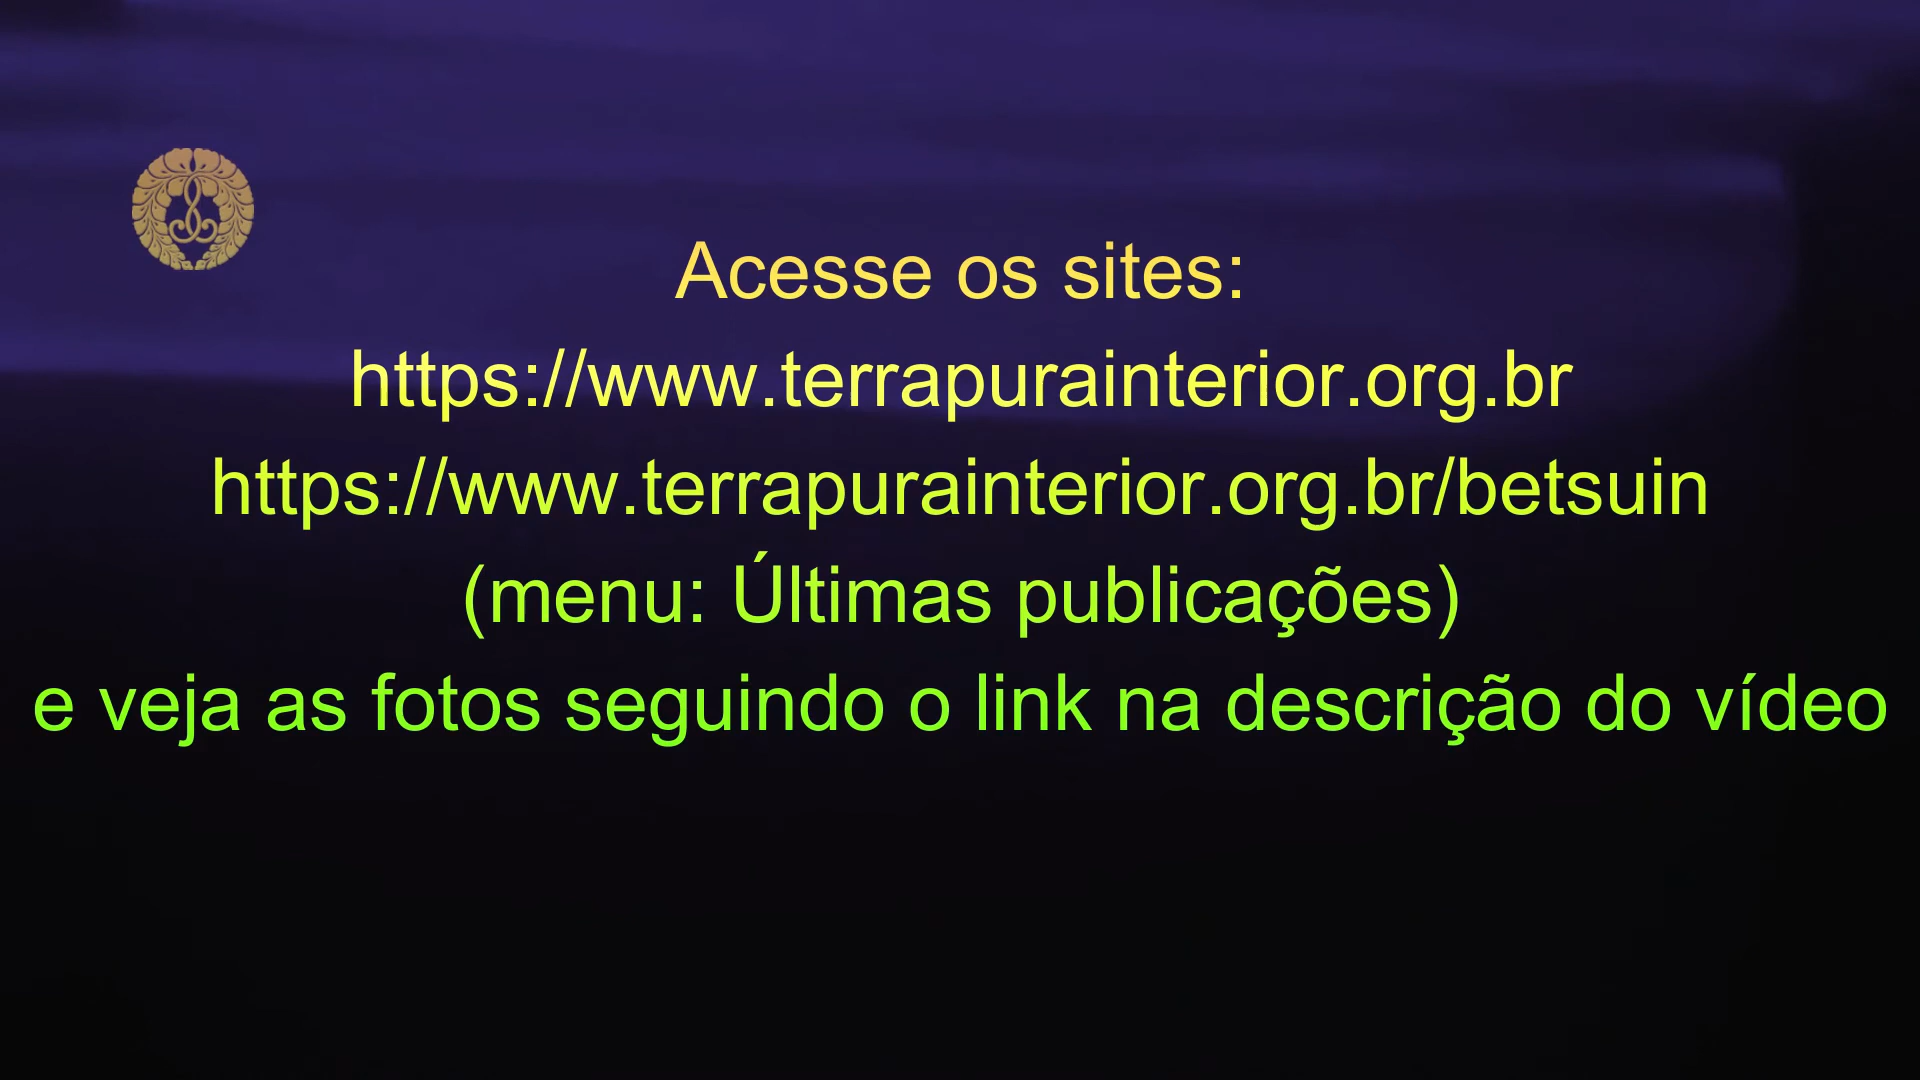 Acesse os sites:
https://www.terrapurainterior.org.br
https://www.terrapurainterior.org.br/betsuin
(menu: Últimas publicações)
e veja as fotos seguindo o link na descrição do vídeo